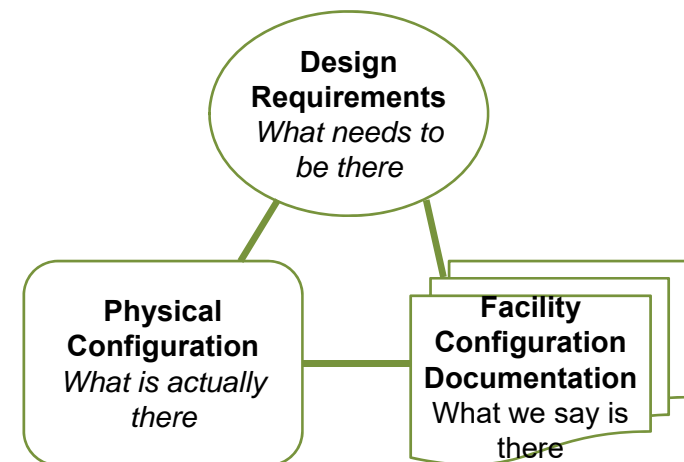 Design
Requirements
What needs to
be there
Physical
Configuration
What is actually
there
Facility
Configuration
Documentation
What we say is
there